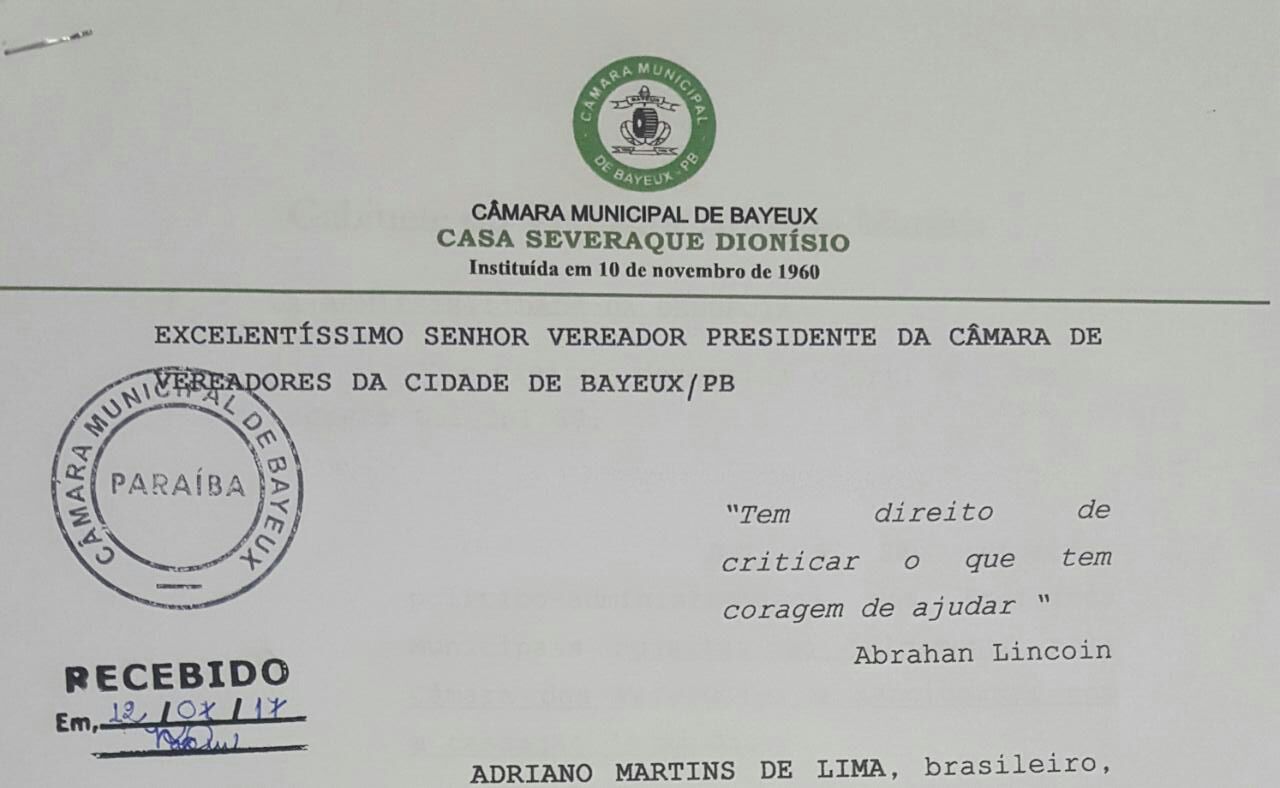 CÂMARA MUNICIPAL
DE BAYEUX - PB
BAYEUX
CÂMARA MUNICIPAL DE BAYEUX
CASA SEVERAQUE DIONÍSIO
Instituída em 10 de novembro de 1960
EXCELENTÍSSIMO SENHOR VEREADOR PRESIDENTE DA CÂMARA DE
VEREADORES DA CIDADE DE BAYEUX/PB
CÂMARA MUNICIPAL DE BAYEUX
PARAÍBA
"Tem direito de
criticar o que tem
coragem de ajudar "
Abrahan Lincoin
RECEBIDO
Em, 12 / 07 / 17
ADRIANO MARTINS DE LIMA, brasileiro,